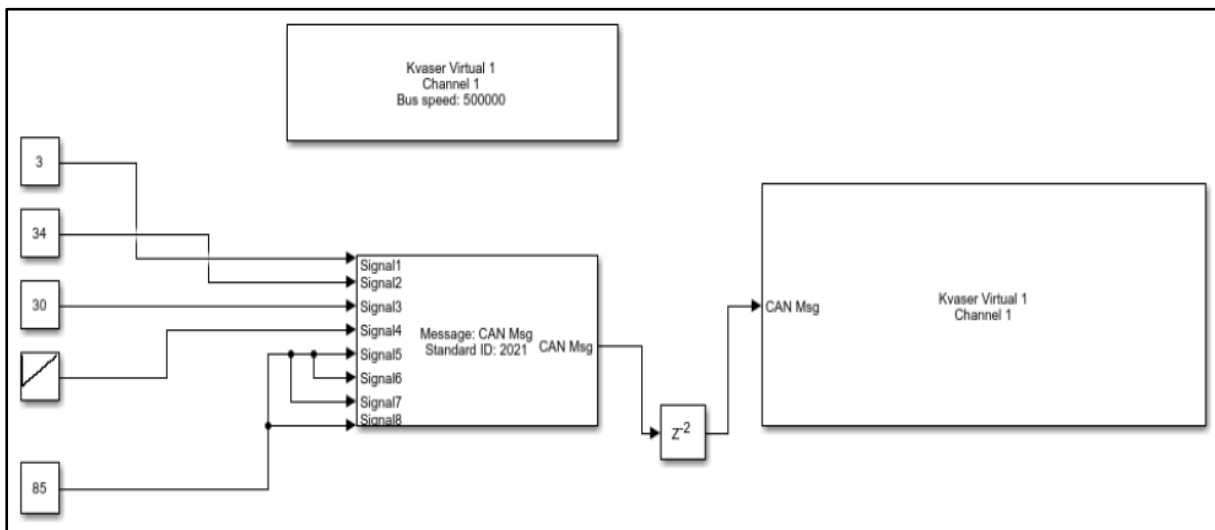 Kvaser Virtual 1
Channel 1
Bus speed: 500000
3
34
30
85
Signal1
Signal2
Signal3
Signal4
Signal5
Signal6
Signal7
Signal8
Message: CAN Msg
Standard ID: 2021
CAN Msg
Z-2
CAN Msg
Kvaser Virtual 1
Channel 1